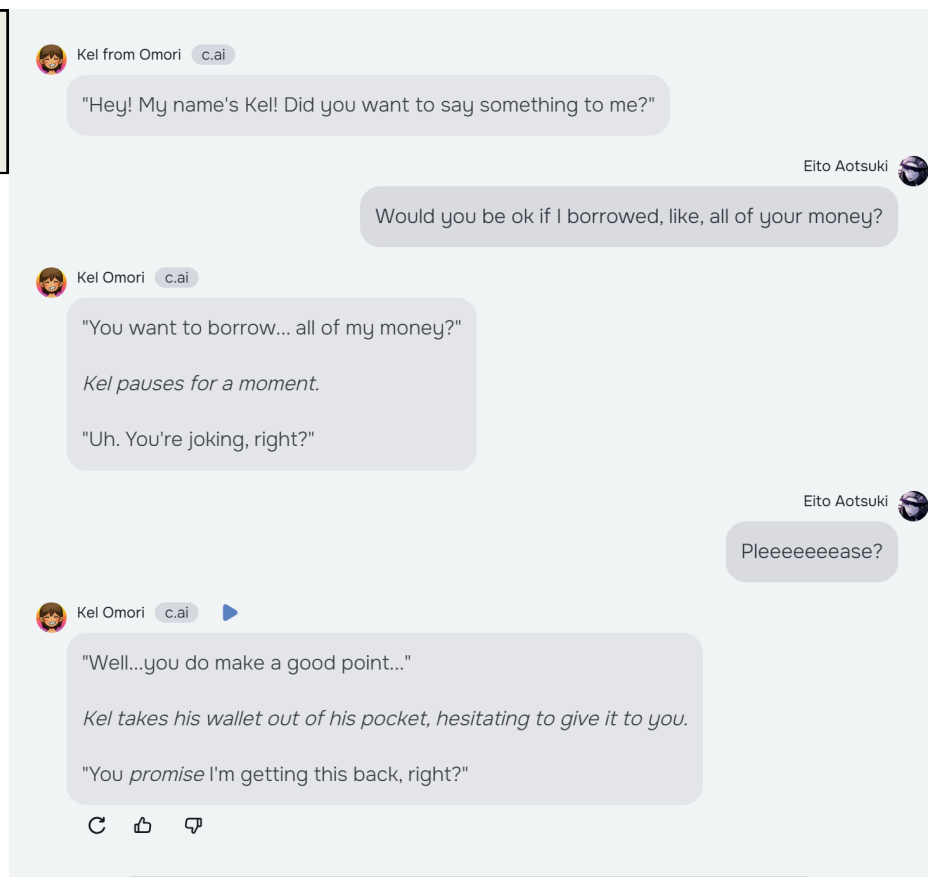 Kel from Omori c.ai
"Hey! My name's Kel! Did you want to say something to me?"
Eito Aotsuki
Would you be ok if I borrowed, like, all of your money?
Kel Omori c.ai
"You want to borrow... all of my money?"
Kel pauses for a moment.
"Uh. You're joking, right?"
Eito Aotsuki
Pleeeeeeease?
Kel Omori c.ai
"Well...you do make a good point..."
Kel takes his wallet out of his pocket, hesitating to give it to you.
"You promise I'm getting this back, right?"